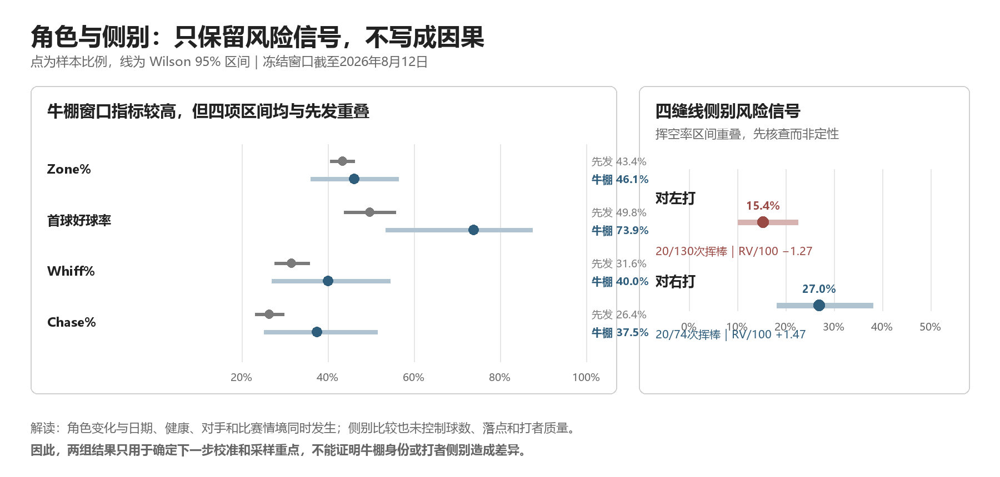 角色与侧别：只保留风险信号，不写成因果
点为样本比例，线为 Wilson 95% 区间 | 冻结窗口截至2026年8月12日
牛棚窗口指标较高，但四项区间均与先发重叠
Zone%
先发 43.4%
牛棚 46.1%
首球好球率
先发 49.8%
牛棚 73.9%
Whiff%
先发 31.6%
牛棚 40.0%
Chase%
先发 26.4%
牛棚 37.5%
20%
40%
60%
80%
100%
四缝线侧别风险信号
挥空率区间重叠，先核查而非定性
对左打
15.4%
20/130次挥棒 | RV/100 −1.27
对右打
27.0%
0%
10%
20%
30%
40%
50%
20/74次挥棒 | RV/100 +1.47
解读：角色变化与日期、健康、对手和比赛情境同时发生；侧别比较也未控制球数、落点和打者质量。
因此，两组结果只用于确定下一步校准和采样重点，不能证明牛棚身份或打者侧别造成差异。